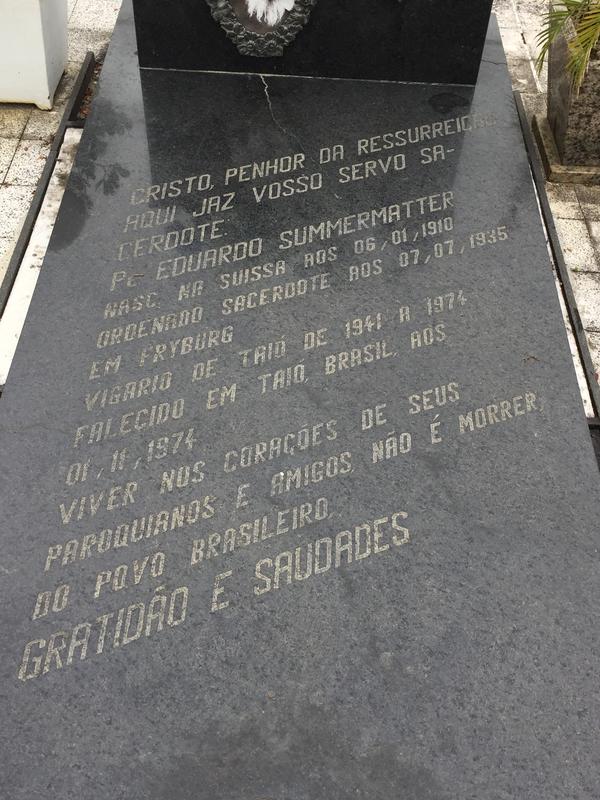 CRISTO, PENHOR DA RESSURREIÇÃO
AQUI JAZ VOSSO SERVO SA-
CERDOTE:
Pe EDUARDO SUMMERMATTER
NASC. NA SUISSA AOS 06/01/1910
ORDENADO SACERDOTE AOS 07/07/1935
EM FRYBURG
VIGARIO DE TAIÓ DE 1941 A 1974
FALECIDO EM TAIÓ, BRASIL, AOS
01/11/1974
VIVER NOS CORAÇÕES DE SEUS
PAROQUIANOS E AMIGOS, NÃO É MORRER,
DO POVO BRASILEIRO.
GRATIDÃO E SAUDADES